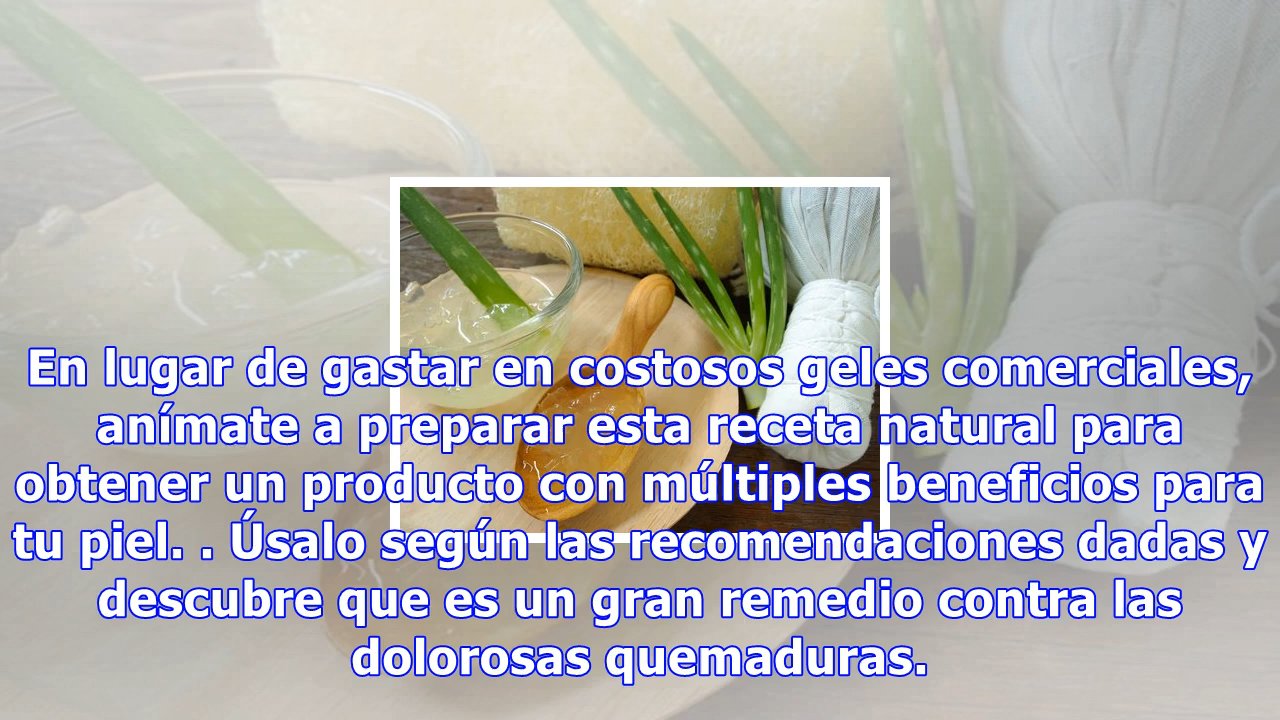 En lugar de gastar en costosos geles comerciales,
anímate a preparar esta receta natural para
obtener un producto con múltiples beneficios para
tu piel. . Úsalo según las recomendaciones dadas y
descubre que es un gran remedio contra las
dolorosas quemaduras.